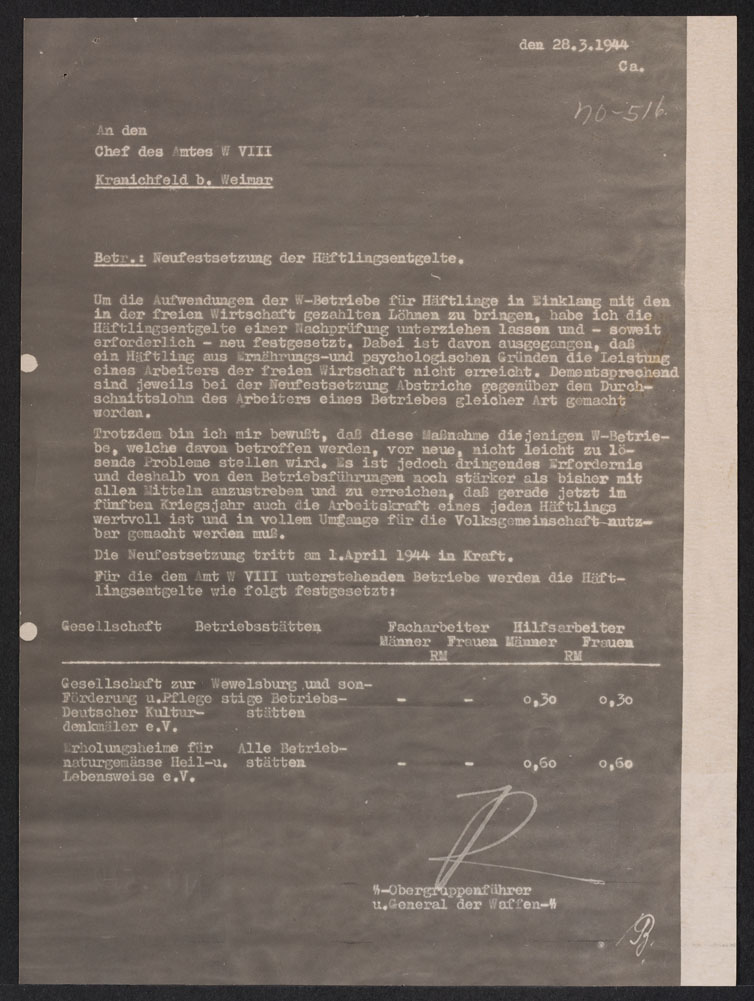 den 28.3.1944
Ca.
NO-516
An den
Chef des Amtes W VIII
Kranichfeld b. Weimar
Betr.: Neufestsetzung der Häftlingsentgelte.
Um die Aufwendungen der W-Betriebe für Häftlinge in Einklang mit den
in der freien Wirtschaft gezahlten Löhnen zu bringen, habe ich die
Häftlingsentgelte einer Nachprüfung unterziehen lassen und - soweit
erforderlich - neu festgesetzt. Dabei ist davon ausgegangen, daß
ein Häftling aus Ernährungs-und psychologischen Gründen die Leistung
eines Arbeiters der freien Wirtschaft nicht erreicht. Dementsprechend
sind jeweils bei der Neufestsetzung Abstriche gegenüber dem Durch-
schnittslohn des Arbeiters eines Betriebes gleicher Art gemacht
worden.
Trotzdem bin ich mir bewußt, daß diese Maßnahme diejenigen W-Betrie-
be, welche davon betroffen werden, vor neue, nicht leicht zu lö-
sende Probleme stellen wird. Es ist jedoch dringendes Erfordernis
und deshalb von den Betriebsführungen noch stärker als bisher mit
allen Mitteln anzustreben und zu erreichen, daß gerade jetzt im
fünften Kriegsjahr auch die Arbeitskraft eines jeden Häftlings
wertvoll ist und in vollem Umfange für die Volksgemeinschaft nutz-
bar gemacht werden muß.
Die Neufestsetzung tritt am 1.April 1944 in Kraft.
Für die dem Amt W VIII unterstehenden Betriebe werden die Häft-
lingsentgelte wie folgt festgesetzt:
Gesellschaft Betriebsstätten Facharbeiter Hilfsarbeiter
Männer Frauen Männer Frauen
RM RM
Gesellschaft zur Wewelsburg und son-
Förderung u.Pflege stige Betriebs- - - 0,30 0,30
Deutscher Kultur- stätten
denkmäler e.V.
Erholungsheime für Alle Betrieb-
naturgemässe Heil-u. stätten - - 0,60 0,60
Lebensweise e.V.
ᛋᛋ-Obergruppenführer
u.General der Waffen-ᛋᛋ